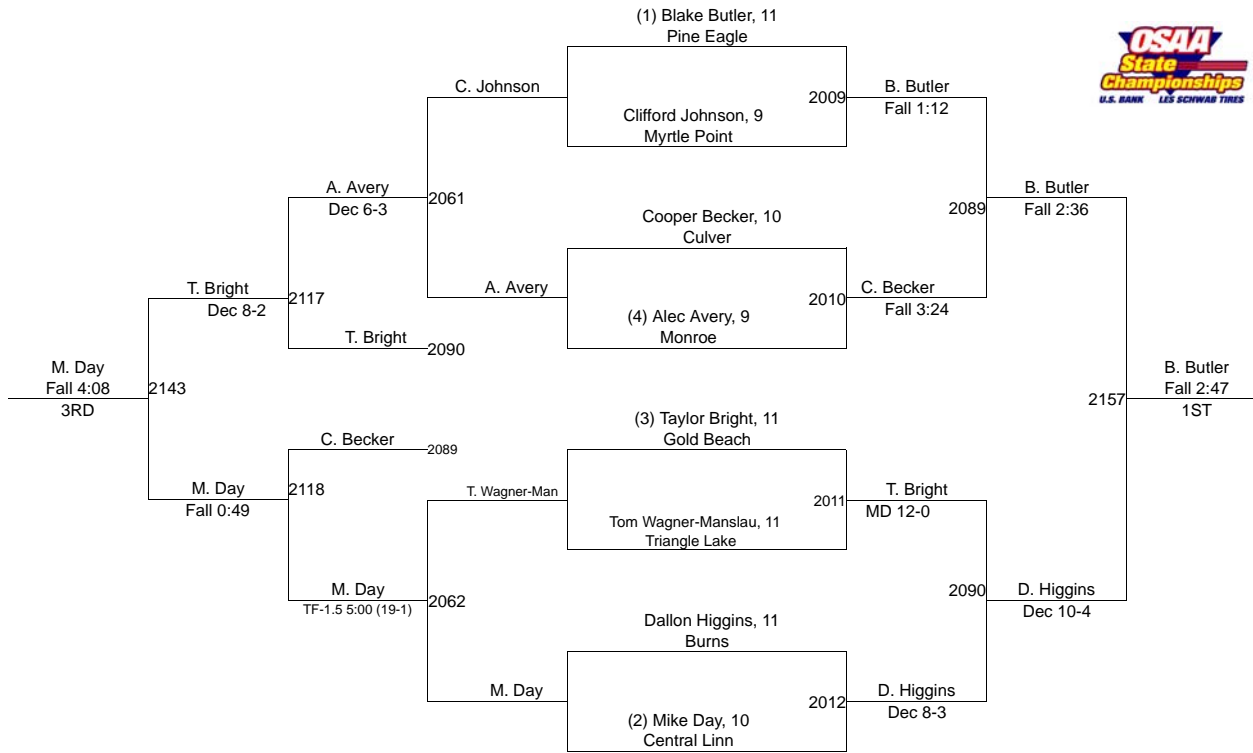 (1) Blake Butler, 11
Pine Eagle
OSAA
State
Championships
U.S. BANK LES SCHWAB TIRES
C. Johnson
2009
B. Butler
Fall 1:12
Clifford Johnson, 9
Myrtle Point
A. Avery
Dec 6-3
2061
B. Butler
Fall 2:36
2089
Cooper Becker, 10
Culver
T. Bright
Dec 8-2
2117
A. Avery
2010
C. Becker
Fall 3:24
(4) Alec Avery, 9
Monroe
T. Bright
2090
M. Day
Fall 4:08
3RD
2143
2157
B. Butler
Fall 2:47
1ST
(3) Taylor Bright, 11
Gold Beach
C. Becker
2089
M. Day
Fall 0:49
2118
T. Wagner-Man
2011
T. Bright
MD 12-0
Tom Wagner-Manslau, 11
Triangle Lake
M. Day
TF-1.5 5:00 (19-1)
2062
2090
D. Higgins
Dec 10-4
Dallon Higgins, 11
Burns
M. Day
2012
D. Higgins
Dec 8-3
(2) Mike Day, 10
Central Linn